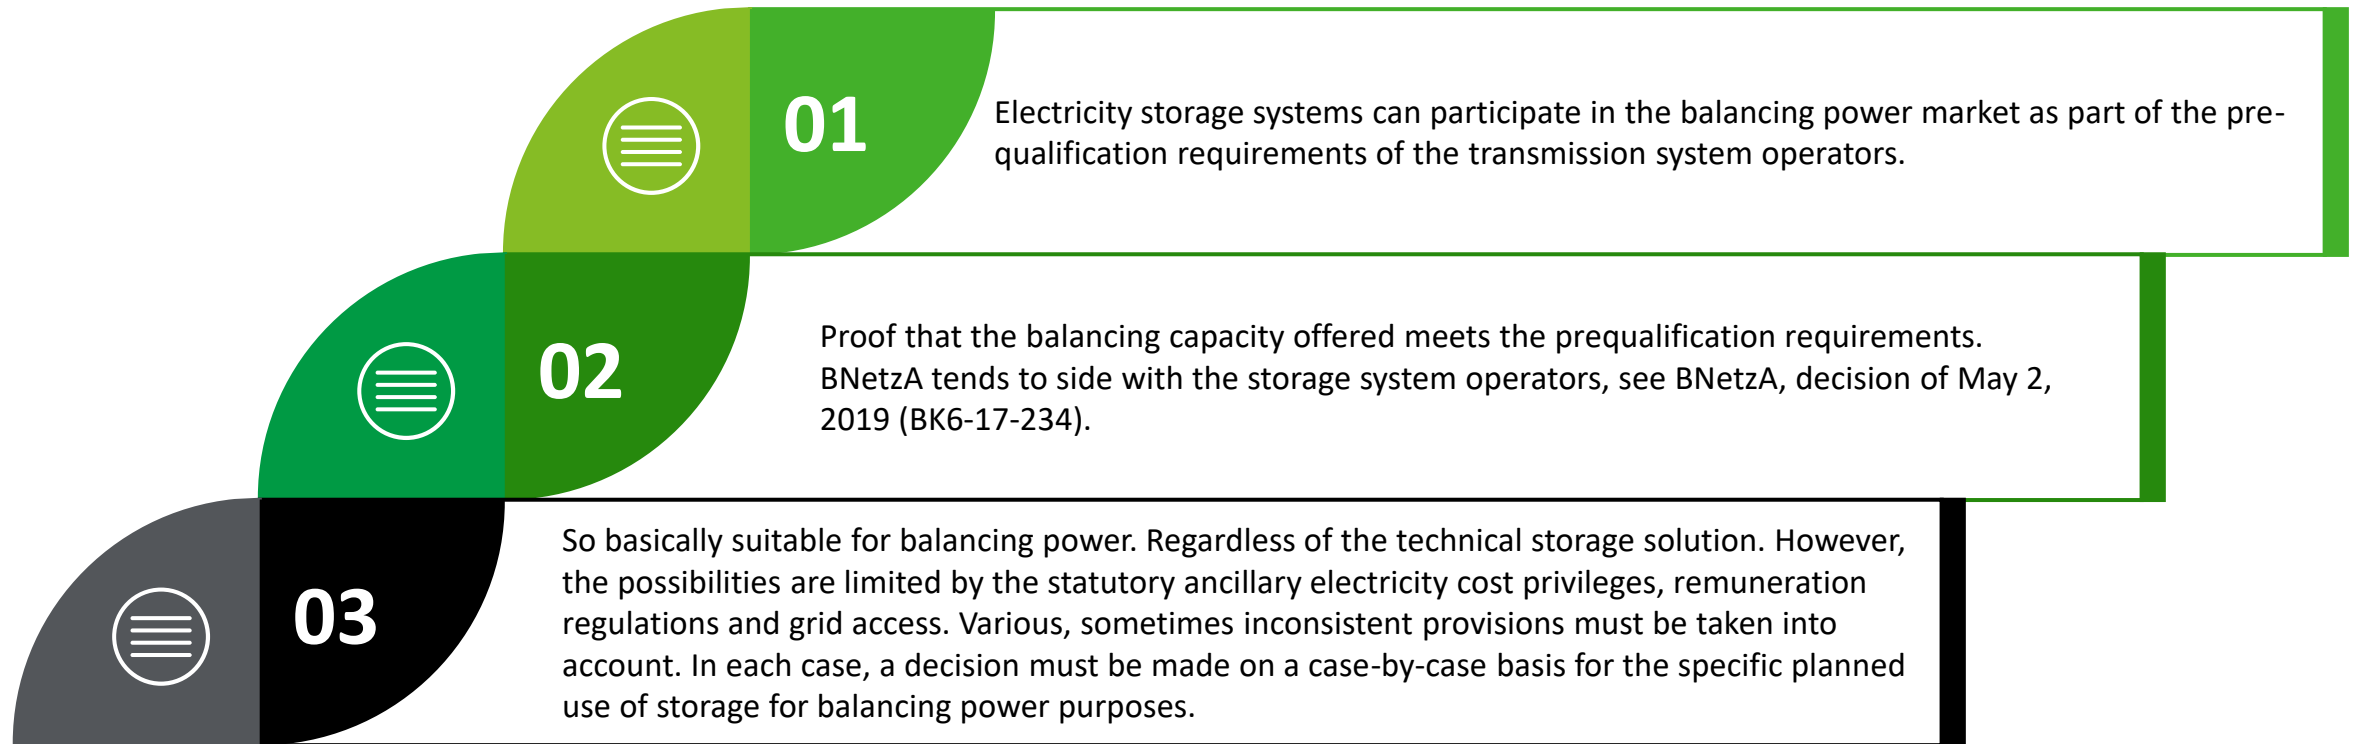 01
Electricity storage systems can participate in the balancing power market as part of the pre-
qualification requirements of the transmission system operators.
02
Proof that the balancing capacity offered meets the prequalification requirements.
BNetzA tends to side with the storage system operators, see BNetzA, decision of May 2,
2019 (BK6-17-234).
03
So basically suitable for balancing power. Regardless of the technical storage solution. However,
the possibilities are limited by the statutory ancillary electricity cost privileges, remuneration
regulations and grid access. Various, sometimes inconsistent provisions must be taken into
account. In each case, a decision must be made on a case-by-case basis for the specific planned
use of storage for balancing power purposes.